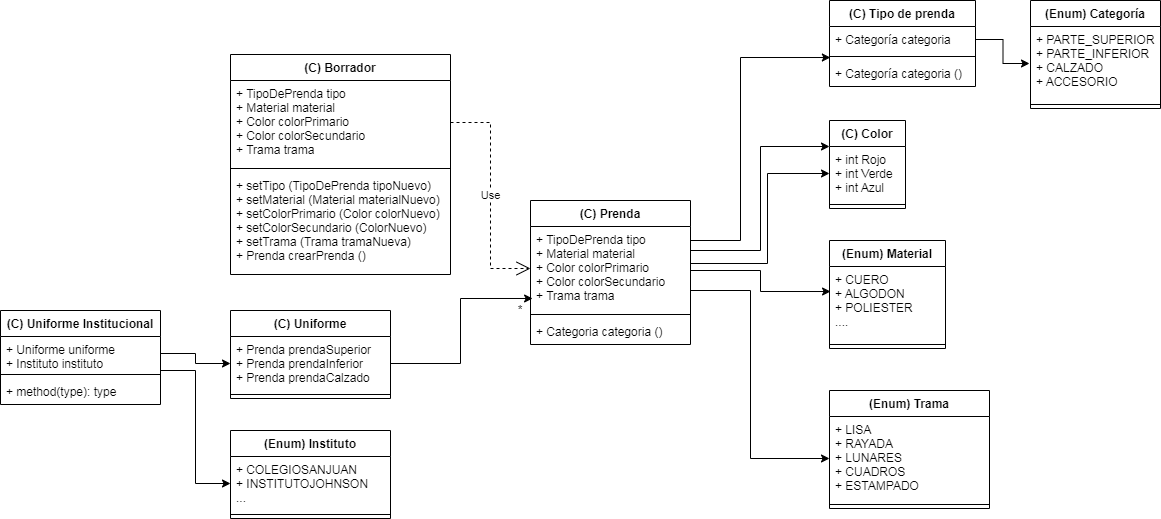 (C) Tipo de prenda
+ Categoría categoria
+ Categoría categoria ()
(Enum) Categoría
+ PARTE_SUPERIOR
+ PARTE_INFERIOR
+ CALZADO
+ ACCESORIO
(C) Borrador
+ TipoDePrenda tipo
+ Material material
+ Color colorPrimario
+ Color colorSecundario
+ Trama trama
+ setTipo (TipoDePrenda tipoNuevo)
+ setMaterial (Material materialNuevo)
+ setColorPrimario (Color colorNuevo)
+ setColorSecundario (ColorNuevo)
+ setTrama (Trama tramaNueva)
+ Prenda crearPrenda ()
Use
(C) Color
+ int Rojo
+ int Verde
+ int Azul
(C) Prenda
+ TipoDePrenda tipo
+ Material material
+ Color colorPrimario
+ Color colorSecundario
+ Trama trama
+ Categoria categoria ()
*
(Enum) Material
+ CUERO
+ ALGODON
+ POLIESTER
....
(C) Uniforme Institucional
+ Uniforme uniforme
+ Instituto instituto
+ method(type): type
(C) Uniforme
+ Prenda prendaSuperior
+ Prenda prendaInferior
+ Prenda prendaCalzado
(Enum) Instituto
+ COLEGIOSANJUAN
+ INSTITUTOJOHNSON
...
(Enum) Trama
+ LISA
+ RAYADA
+ LUNARES
+ CUADROS
+ ESTAMPADO